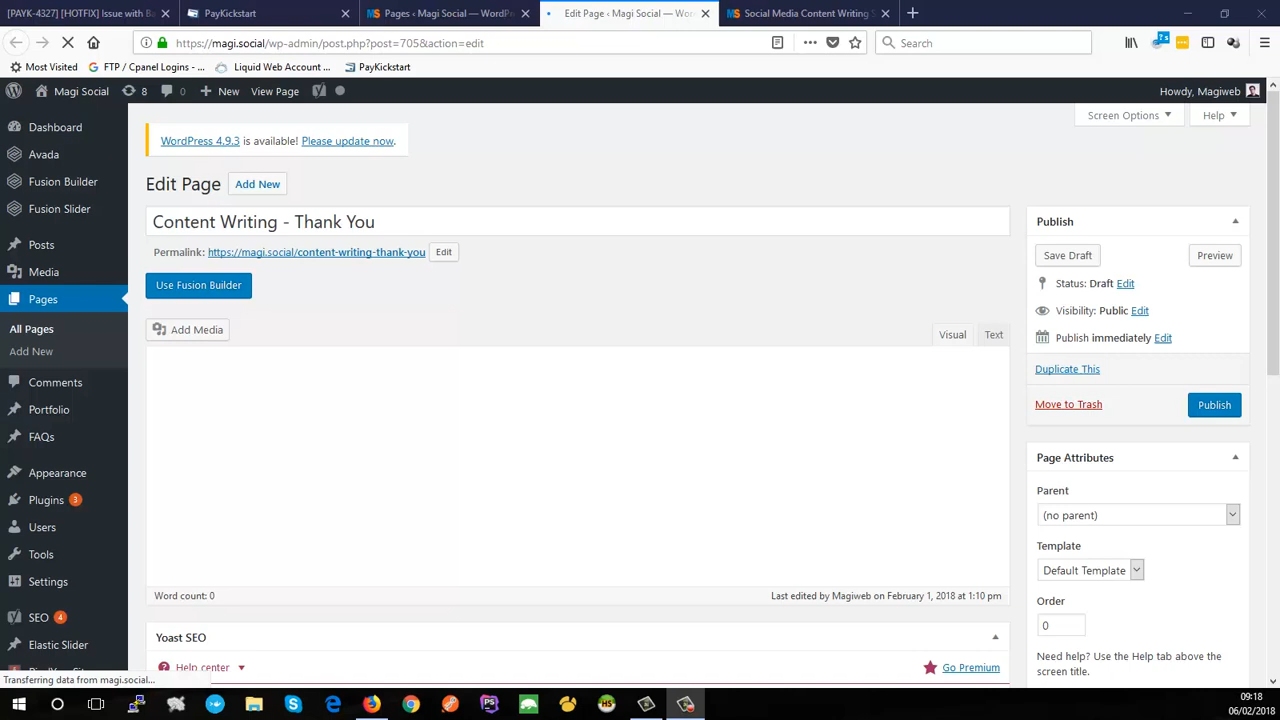 [PAYK-4327] [HOTFIX] Issue with Ba
PayKickstart
Pages ‹ Magi Social — WordPr
Edit Page ‹ Magi Social — Wor
Social Media Content Writing S
https://magi.social/wp-admin/post.php?post=705&action=edit
Search
7s
Most Visited
FTP / Cpanel Logins - ...
Liquid Web Account ...
PayKickstart
Magi Social
8
0
New
View Page
Howdy, Magiweb
Dashboard
Avada
Fusion Builder
Fusion Slider
Posts
Media
Pages
All Pages
Add New
Comments
Portfolio
FAQs
Appearance
Plugins 3
Users
Tools
Settings
SEO 4
Elastic Slider
Screen Options
Help
WordPress 4.9.3 is available! Please update now.
Edit Page
Add New
Content Writing - Thank You
Permalink: https://magi.social/content-writing-thank-you Edit
Use Fusion Builder
Add Media
Visual
Text
Word count: 0
Last edited by Magiweb on February 1, 2018 at 1:10 pm
Yoast SEO
Help center
Go Premium
Publish
Save Draft
Preview
Status: Draft Edit
Visibility: Public Edit
Publish immediately Edit
Duplicate This
Move to Trash
Publish
Page Attributes
Parent
(no parent)
Template
Default Template
Order
0
Need help? Use the Help tab above the
screen title.
Transferring data from magi.social...
PS
HS
09:18
06/02/2018